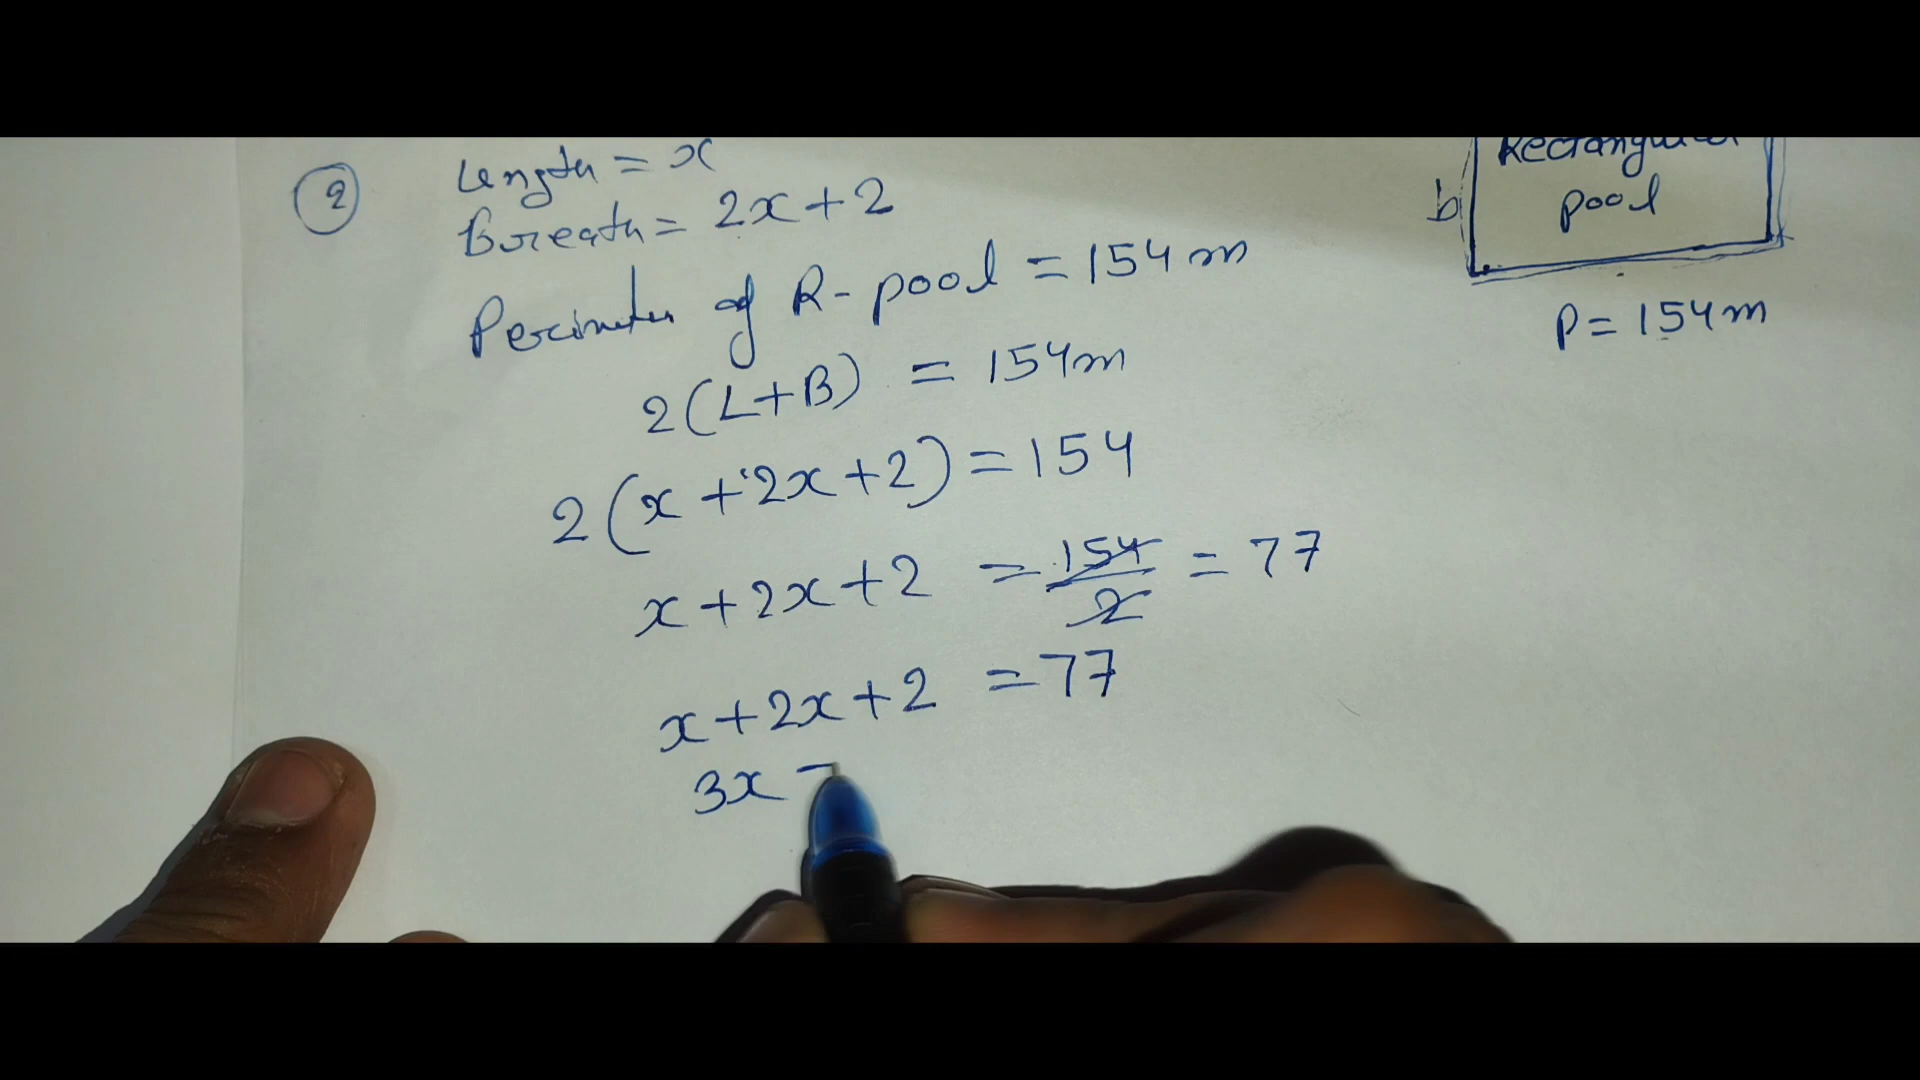 2
Length = x
Breath = 2x+2
Perimeter of R-pool = 154 m
2(L+B) = 154m
2(x+2x+2) = 154
x+2x+2 = 154/2 = 77
x+2x+2 = 77
3x
Rectangular
pool
b
P = 154m